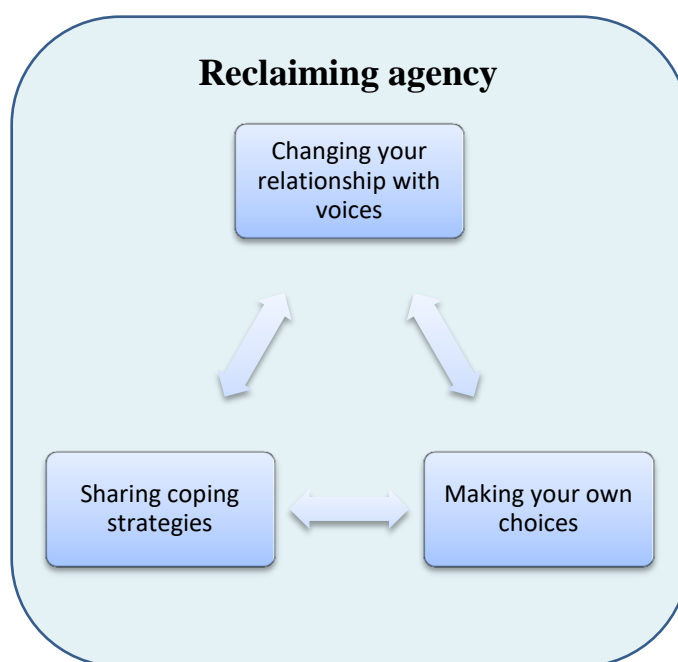 Reclaiming agency
Changing your
relationship with
voices
Sharing coping
strategies
Making your own
choices